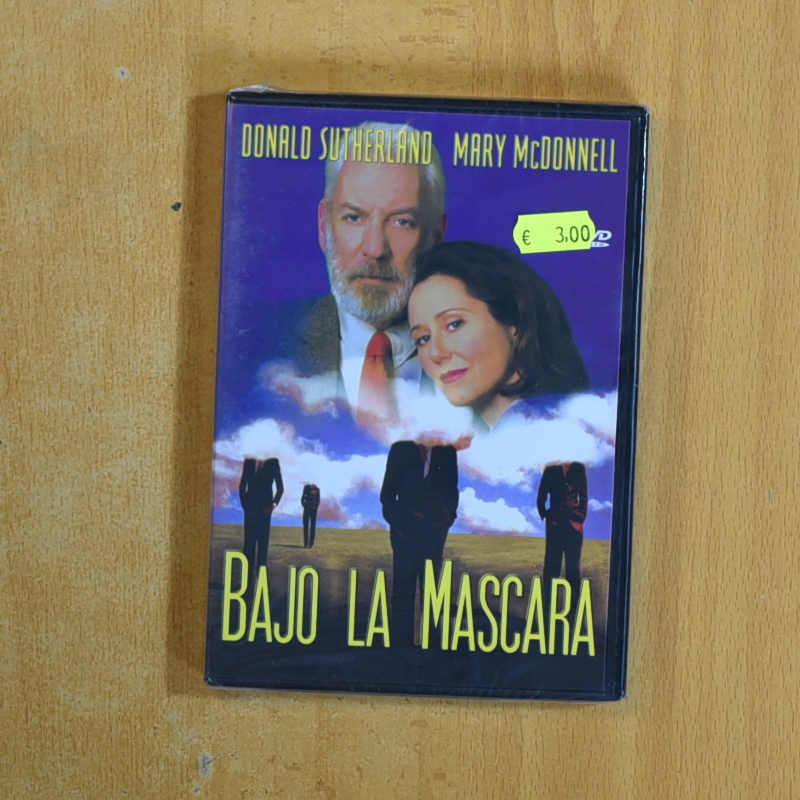 DONALD SUTHERLAND MARY MCDONNELL
€ 3,00
BAJO LA MASCARA